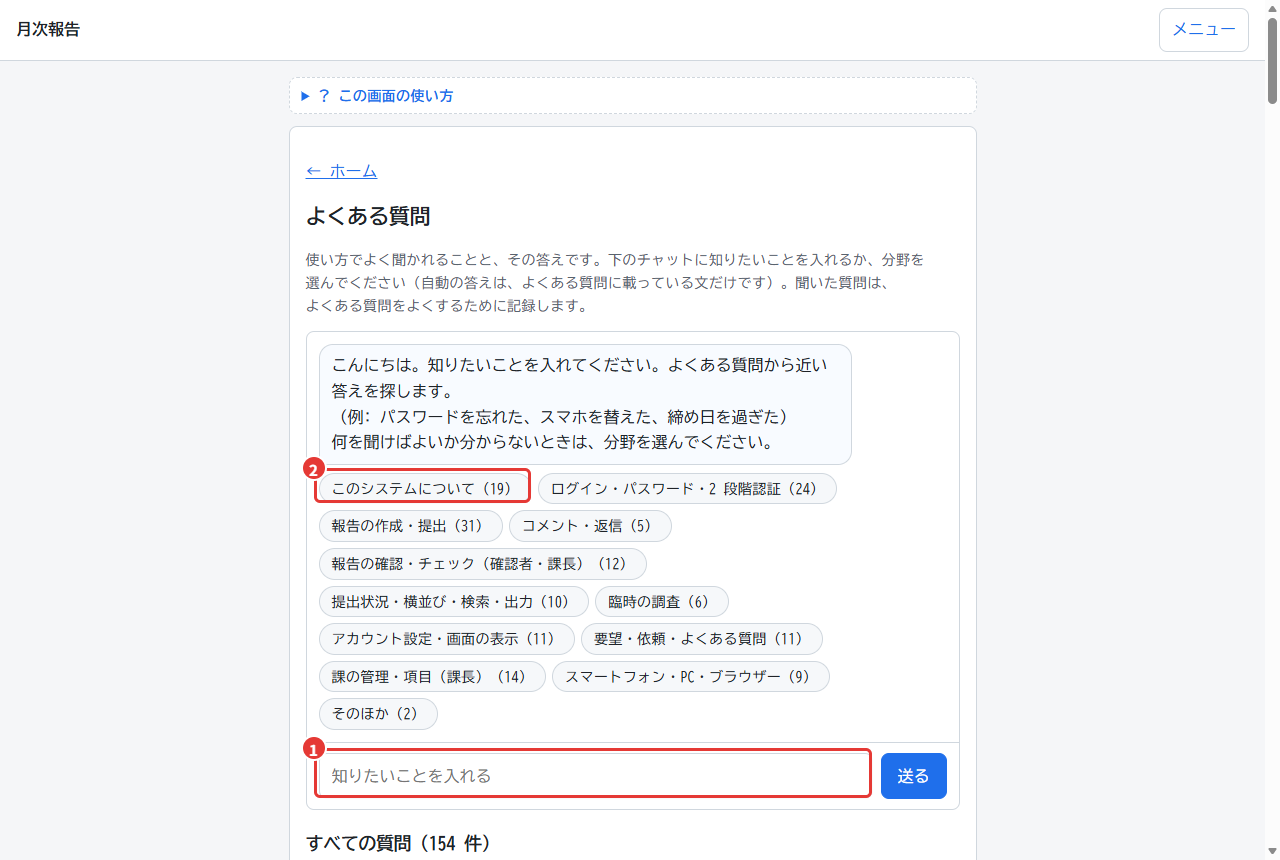 月次報告
メニュー
▶ ? この画面の使い方
← ホーム
よくある質問
使い方でよく聞かれることと、その答えです。下のチャットに知りたいことを入れるか、分野を
選んでください（自動の答えは、よくある質問に載っている文だけです）。聞いた質問は、
よくある質問をよくするために記録します。
こんにちは。知りたいことを入れてください。よくある質問から近い
答えを探します。
（例: パスワードを忘れた、スマホを替えた、締め日を過ぎた）
何を聞けばよいか分からないときは、分野を選んでください。
2
このシステムについて（19） ログイン・パスワード・2 段階認証（24）
報告の作成・提出（31） コメント・返信（5）
報告の確認・チェック（確認者・課長）（12）
提出状況・横並び・検索・出力（10） 臨時の調査（6）
アカウント設定・画面の表示（11） 要望・依頼・よくある質問（11）
課の管理・項目（課長）（14） スマートフォン・PC・ブラウザー（9）
そのほか（2）
1
知りたいことを入れる 送る
すべての質問（154 件）